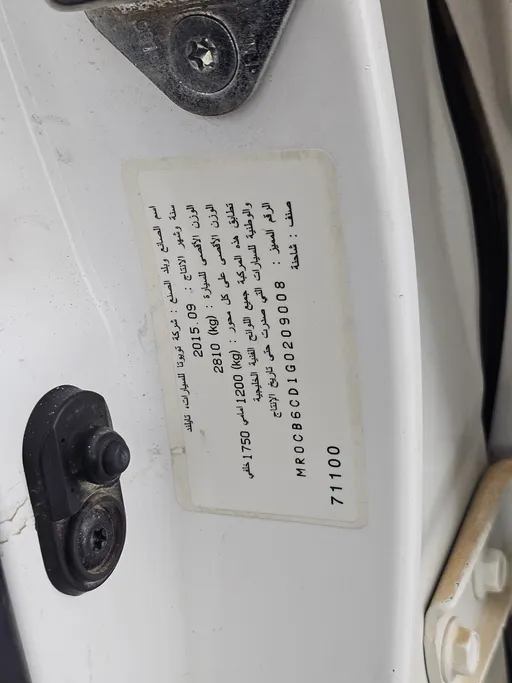 اسم الصانع وبلد الصنع : شركة تويوتا للسيارات، تايلند
سنة وشهر الانتاج : 2015.09
الوزن الأقصى للسيارة : 2810 (kg)
الوزن الأقصى على كل محور : 1200 (kg) امامي 1750 خلفي
تطابق هذه المركبة جميع اللوائح الفنية الخليجية
والوطنية للسيارات التي صدرت حتى تاريخ الإنتاج
الرقم المميز : MR0CB6CD1G0209008
صنف : شاحنة
71100